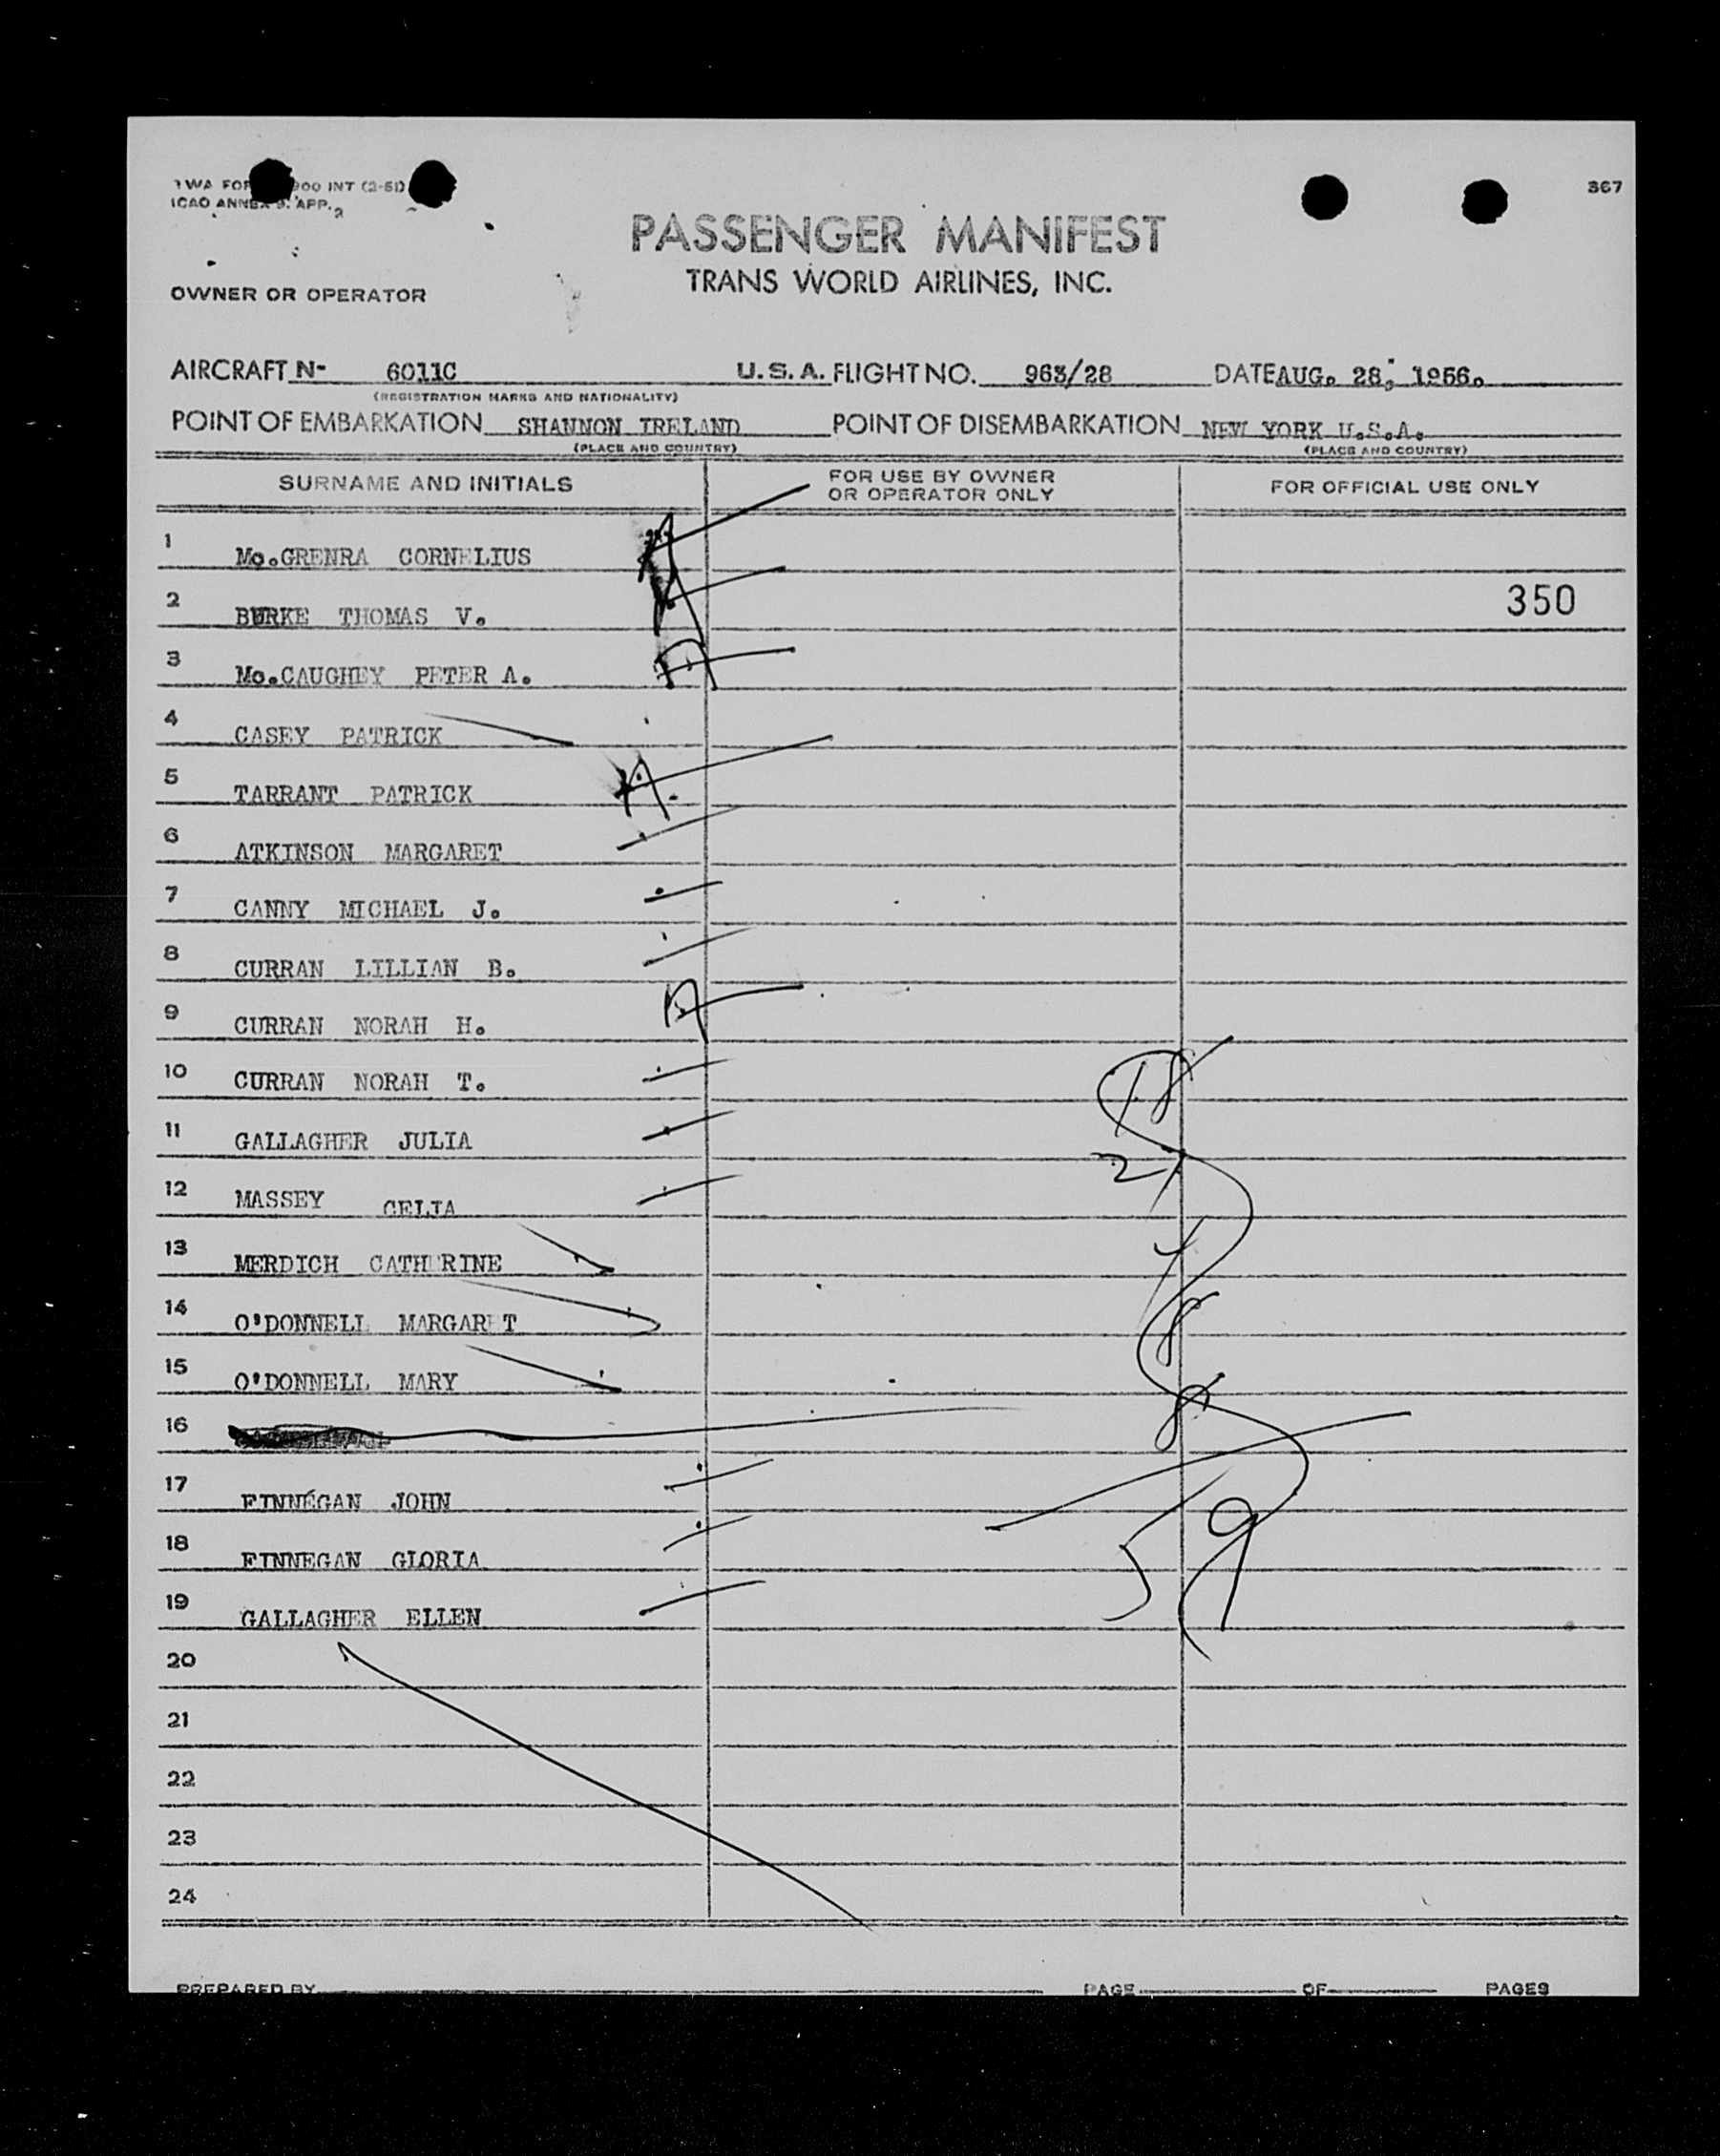 367
ICAO ANNEX 9. APP. 2
PASSENGER MANIFEST
TRANS WORLD AIRLINES, INC.
OWNER OR OPERATOR
AIRCRAFT N- 6011C U.S.A. FLIGHT NO. 963/28 DATE AUG. 28, 1956.
(REGISTRATION MARKS AND NATIONALITY)
POINT OF EMBARKATION SHANNON IRELAND POINT OF DISEMBARKATION NEW YORK U.S.A.
(PLACE AND COUNTRY) (PLACE AND COUNTRY)
SURNAME AND INITIALS FOR USE BY OWNER OR OPERATOR ONLY FOR OFFICIAL USE ONLY
1 Mc.GRENRA CORNELIUS
2 BURKE THOMAS V. 350
3 Mc.CAUGHEY PETER A.
4 CASEY PATRICK
5 TARRANT PATRICK
6 ATKINSON MARGARET
7 CANNY MICHAEL J.
8 CURRAN LILLIAN B.
9 CURRAN NORAH H.
10 CURRAN NORAH T.
11 GALLAGHER JULIA
12 MASSEY CELIA
13 MERDICH CATHERINE
14 O'DONNELL MARGARET
15 O'DONNELL MARY
16
17 FINNEGAN JOHN
18 FINNEGAN GLORIA
19 GALLAGHER ELLEN
20
21
22
23
24
PREPARED BY PAGE OF PAGES